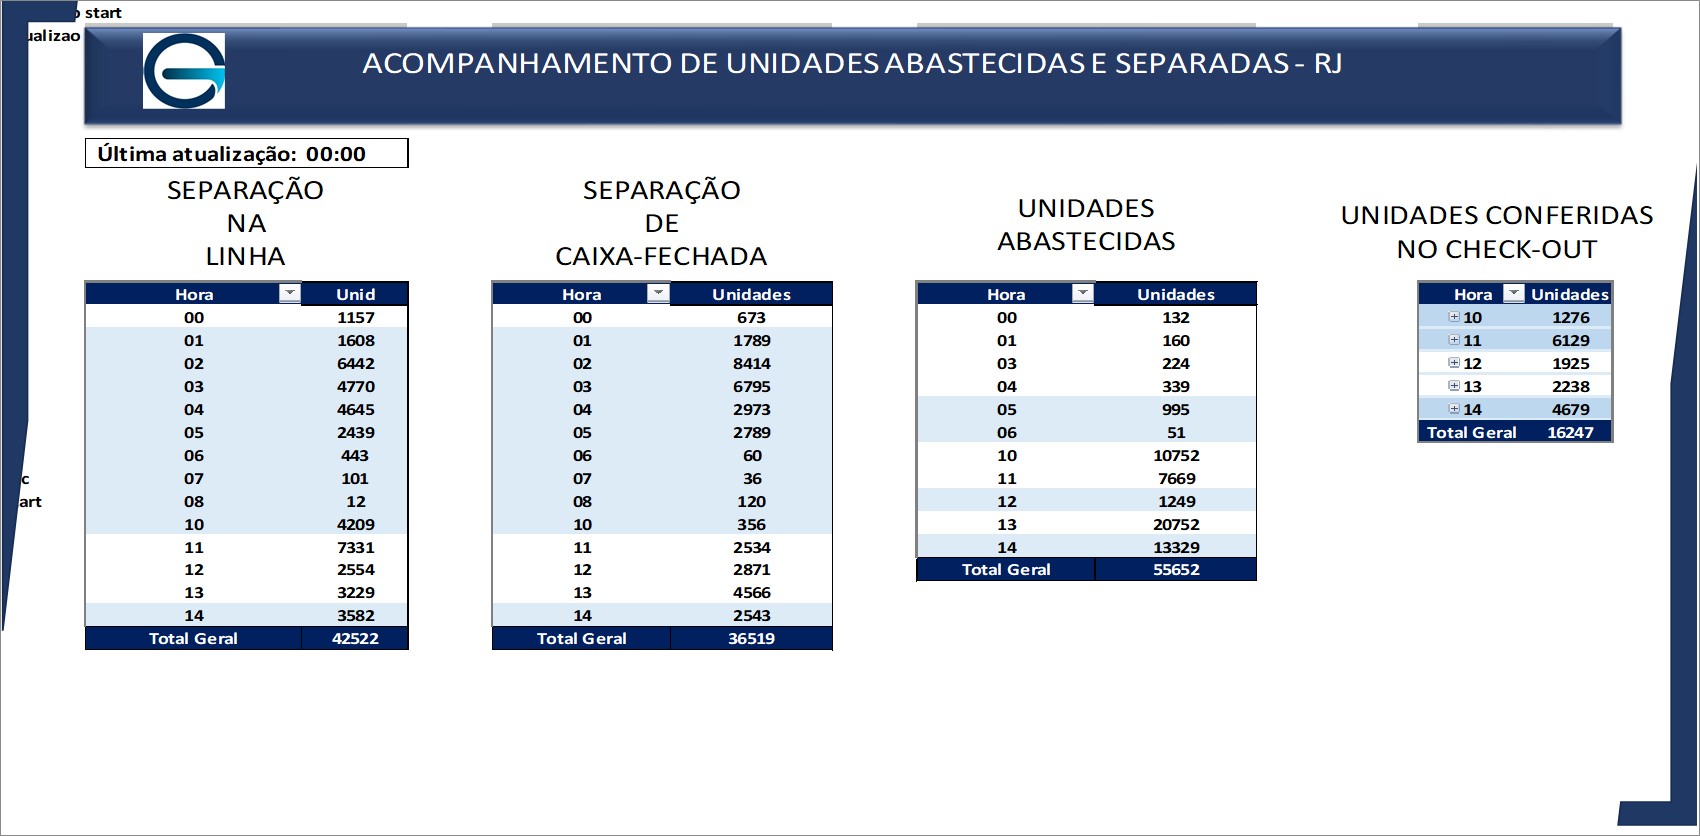 start
ACOMPANHAMENTO DE UNIDADES ABASTECIDAS E SEPARADAS - RJ
Última atualização: 00:00
SEPARAÇÃO
NA
LINHA
Hora Unid
00 1157
01 1608
02 6442
03 4770
04 4645
05 2439
06 443
07 101
08 12
10 4209
11 7331
12 2554
13 3229
14 3582
Total Geral 42522
SEPARAÇÃO
DE
CAIXA-FECHADA
Hora Unidades
00 673
01 1789
02 8414
03 6795
04 2973
05 2789
06 60
07 36
08 120
10 356
11 2534
12 2871
13 4566
14 2543
Total Geral 36519
UNIDADES
ABASTECIDAS
Hora Unidades
00 132
01 160
03 224
04 339
05 995
06 51
10 10752
11 7669
12 1249
13 20752
14 13329
Total Geral 55652
UNIDADES CONFERIDAS
NO CHECK-OUT
Hora Unidades
10 1276
11 6129
12 1925
13 2238
14 4679
Total Geral 16247